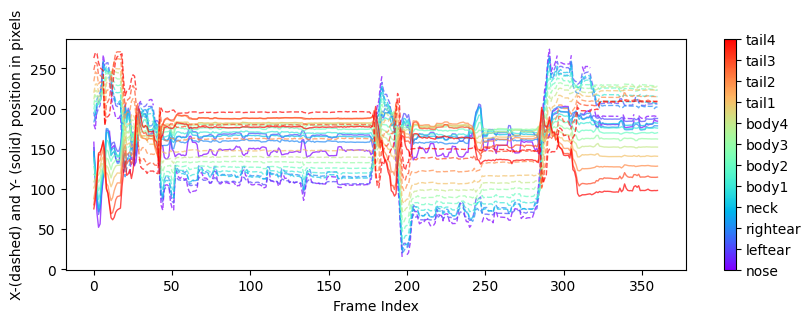 X-(dashed) and Y- (solid) position in pixels
250
200
150
100
50
0
0 50 100 150 200 250 300 350
Frame Index
tail4
tail3
tail2
tail1
body4
body3
body2
body1
neck
rightear
leftear
nose